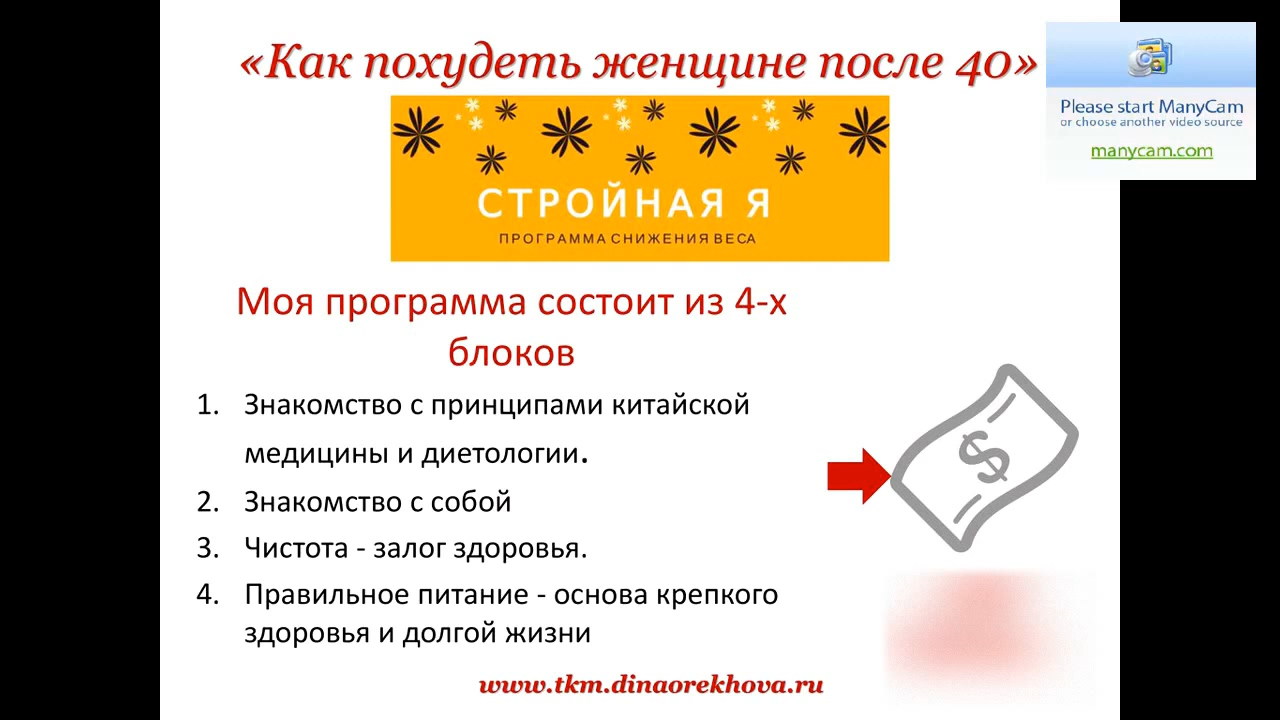 «Как похудеть женщине после 40»
Please start ManyCam
or choose another video source
manycam.com
СТРОЙНАЯ Я
ПРОГРАММА СНИЖЕНИЯ ВЕСА
Моя программа состоит из 4-х
блоков
1. Знакомство с принципами китайской
медицины и диетологии.
2. Знакомство с собой
3. Чистота - залог здоровья.
4. Правильное питание - основа крепкого
здоровья и долгой жизни
$
www.tkm.dinaorekhova.ru